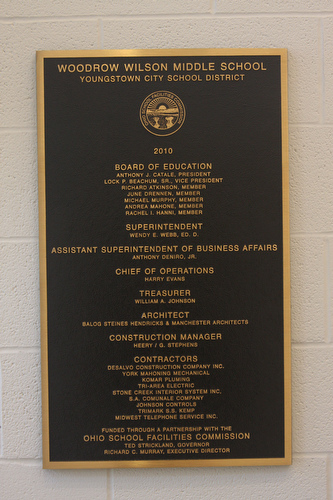 WOODROW WILSON MIDDLE SCHOOL
YOUNGSTOWN CITY SCHOOL DISTRICT
2010
BOARD OF EDUCATION
ANTHONY J. CATALE, PRESIDENT
LOCK P. BEACHUM, SR., VICE PRESIDENT
RICHARD ATKINSON, MEMBER
JUNE DRENNEN, MEMBER
MICHAEL MURPHY, MEMBER
ANDREA MAHONE, MEMBER
RACHEL I. HANNI, MEMBER
SUPERINTENDENT
WENDY E. WEBB, ED. D.
ASSISTANT SUPERINTENDENT OF BUSINESS AFFAIRS
ANTHONY DENIRO, JR.
CHIEF OF OPERATIONS
HARRY EVANS
TREASURER
WILLIAM A. JOHNSON
ARCHITECT
BALOG STEINES HENDRICKS & MANCHESTER ARCHITECTS
CONSTRUCTION MANAGER
HEERY / G. STEPHENS
CONTRACTORS
DESALVO CONSTRUCTION COMPANY INC.
YORK MAHONING MECHANICAL
KOMAR PLUMING
TRI-AREA ELECTRIC
STONE CREEK INTERIOR SYSTEM INC.
S.A. COMUNALE COMPANY
JOHNSON CONTROLS
TRIMARK S.S. KEMP
MIDWEST TELEPHONE SERVICE INC.
FUNDED THROUGH A PARTNERSHIP WITH THE
OHIO SCHOOL FACILITIES COMMISSION
TED STRICKLAND, GOVERNOR
RICHARD C. MURRAY, EXECUTIVE DIRECTOR